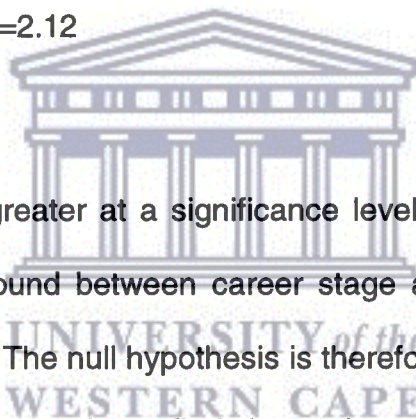 =2.12
greater at a significance level
ound between career stage a
UNIVERSITY of the
The null hypothesis is therefo
WESTERN CAPE